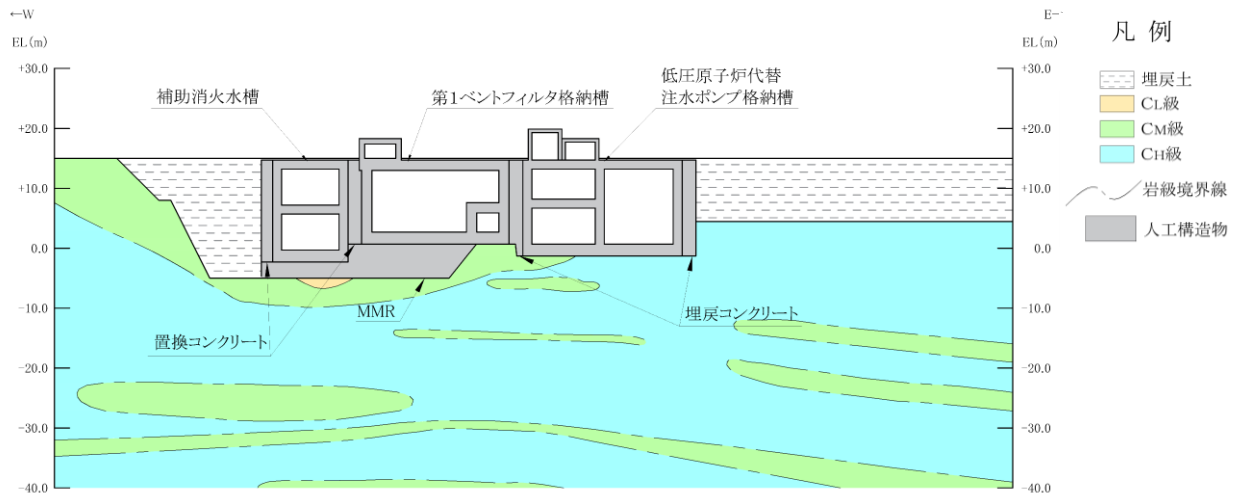 ←W
EL(m)
+30.0
+20.0
+10.0
0.0
-10.0
-20.0
-30.0
-40.0
補助消火水槽
第1ベントフィルタ格納槽
低圧原子炉代替
注水ポンプ格納槽
置換コンクリート
MMR
埋戻コンクリート
E→
EL(m)
+30.0
+20.0
+10.0
0.0
-10.0
-20.0
-30.0
-40.0
凡例
埋戻土
CL級
CM級
CH級
岩級境界線
人工構造物